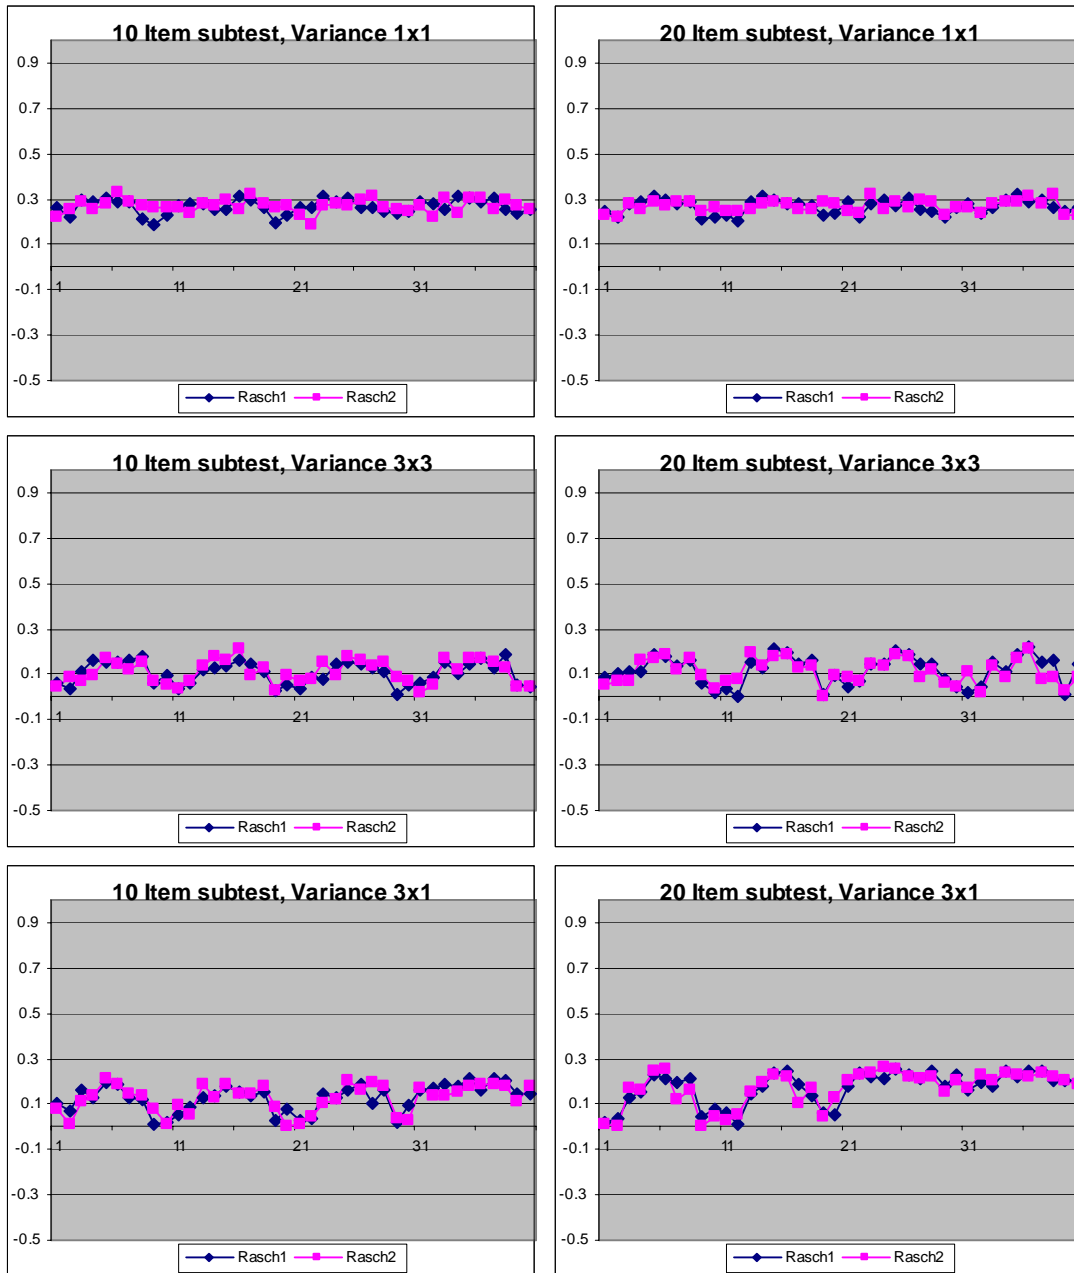 10 Item subtest, Variance 1x1
0.9
0.7
0.5
0.3
0.1
-0.1
-0.3
-0.5
1 11 21 31
Rasch1 Rasch2
20 Item subtest, Variance 1x1
0.9
0.7
0.5
0.3
0.1
-0.1
-0.3
-0.5
1 11 21 31
Rasch1 Rasch2
10 Item subtest, Variance 3x3
0.9
0.7
0.5
0.3
0.1
-0.1
-0.3
-0.5
1 11 21 31
Rasch1 Rasch2
20 Item subtest, Variance 3x3
0.9
0.7
0.5
0.3
0.1
-0.1
-0.3
-0.5
1 11 21 31
Rasch1 Rasch2
10 Item subtest, Variance 3x1
0.9
0.7
0.5
0.3
0.1
-0.1
-0.3
-0.5
1 11 21 31
Rasch1 Rasch2
20 Item subtest, Variance 3x1
0.9
0.7
0.5
0.3
0.1
-0.1
-0.3
-0.5
1 11 21 31
Rasch1 Rasch2